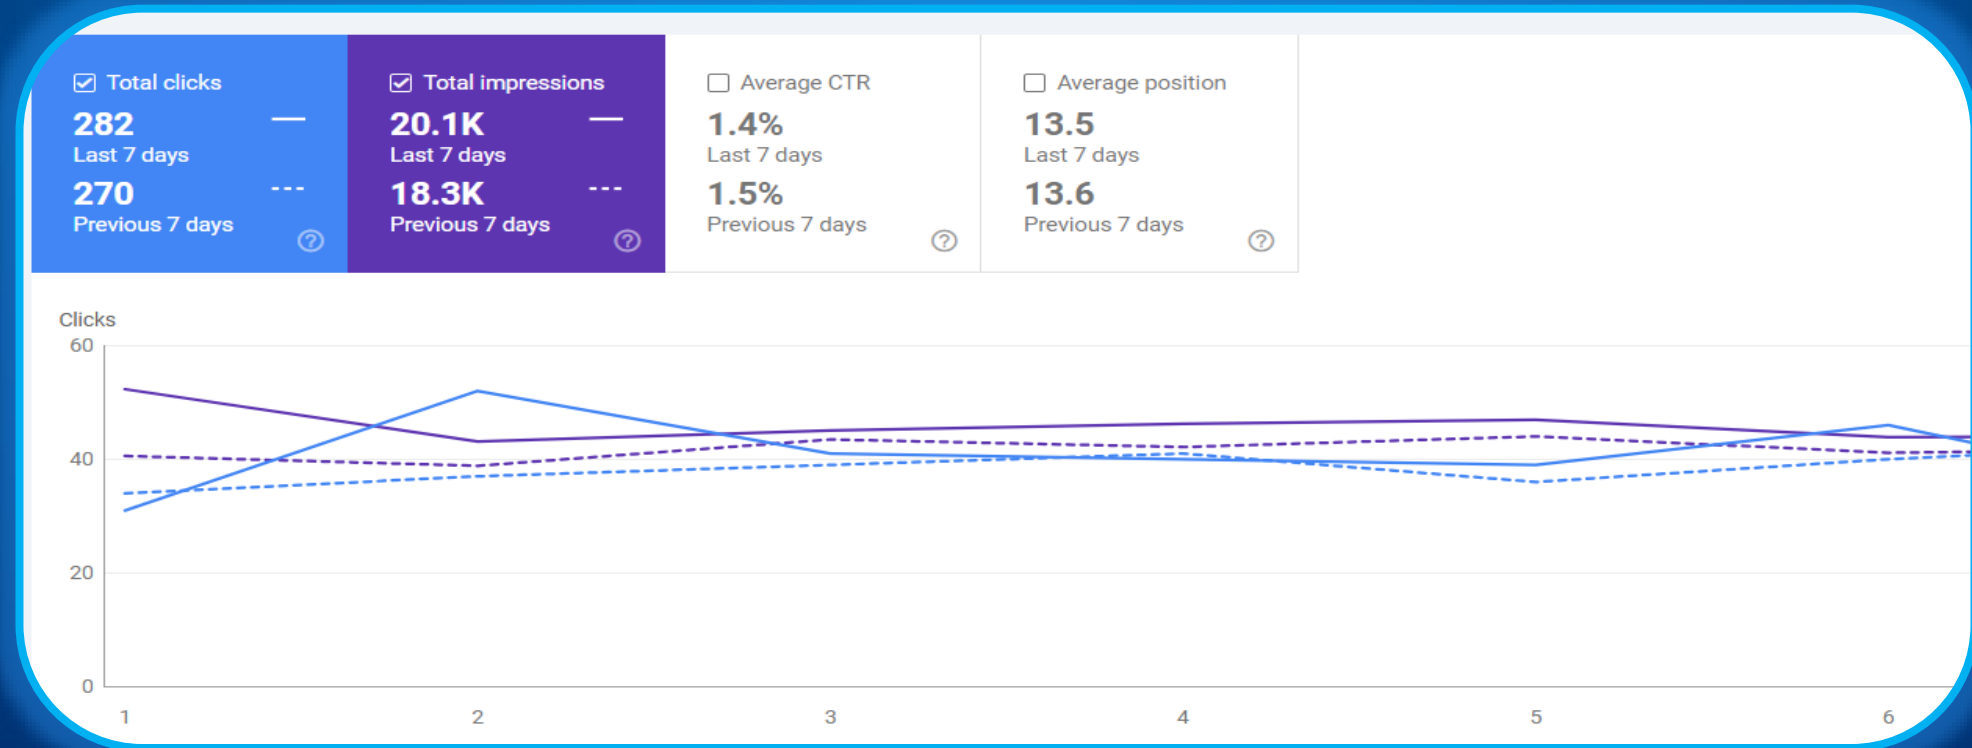 Total clicks
282
Last 7 days
270
Previous 7 days
Total impressions
20.1K
Last 7 days
18.3K
Previous 7 days
Average CTR
1.4%
Last 7 days
1.5%
Previous 7 days
Average position
13.5
Last 7 days
13.6
Previous 7 days
Clicks
60
40
20
0
1 2 3 4 5 6